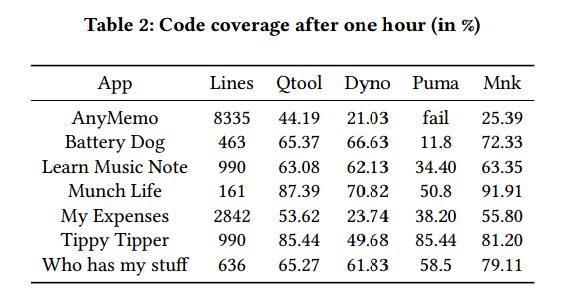 Table 2: Code coverage after one hour (in %)
App Lines Qtool Dyno Puma Mnk
AnyMemo 8335 44.19 21.03 fail 25.39
Battery Dog 463 65.37 66.63 11.8 72.33
Learn Music Note 990 63.08 62.13 34.40 63.35
Munch Life 161 87.39 70.82 50.8 91.91
My Expenses 2842 53.62 23.74 38.20 55.80
Tippy Tipper 990 85.44 49.68 85.44 81.20
Who has my stuff 636 65.27 61.83 58.5 79.11